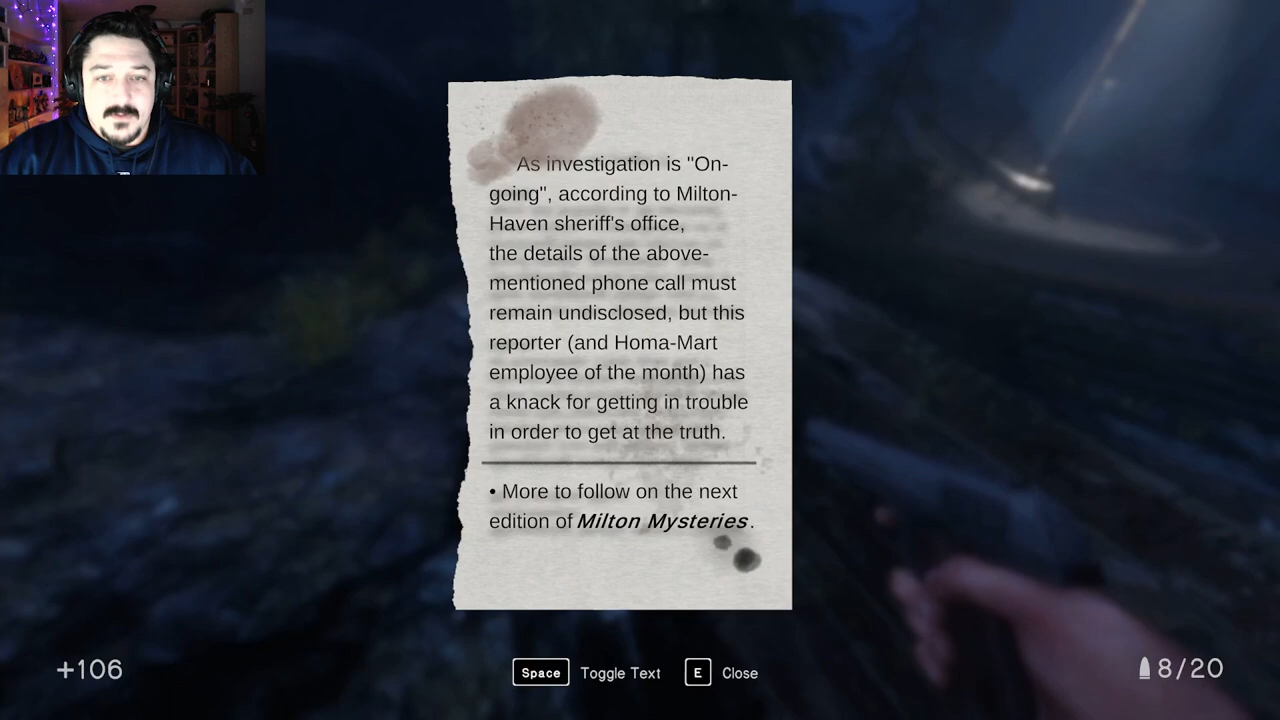 As investigation is "On-
going", according to Milton-
Haven sheriff's office,
the details of the above-
mentioned phone call must
remain undisclosed, but this
reporter (and Homa-Mart
employee of the month) has
a knack for getting in trouble
in order to get at the truth.
• More to follow on the next
edition of Milton Mysteries.
+106
Space Toggle Text E Close
8/20